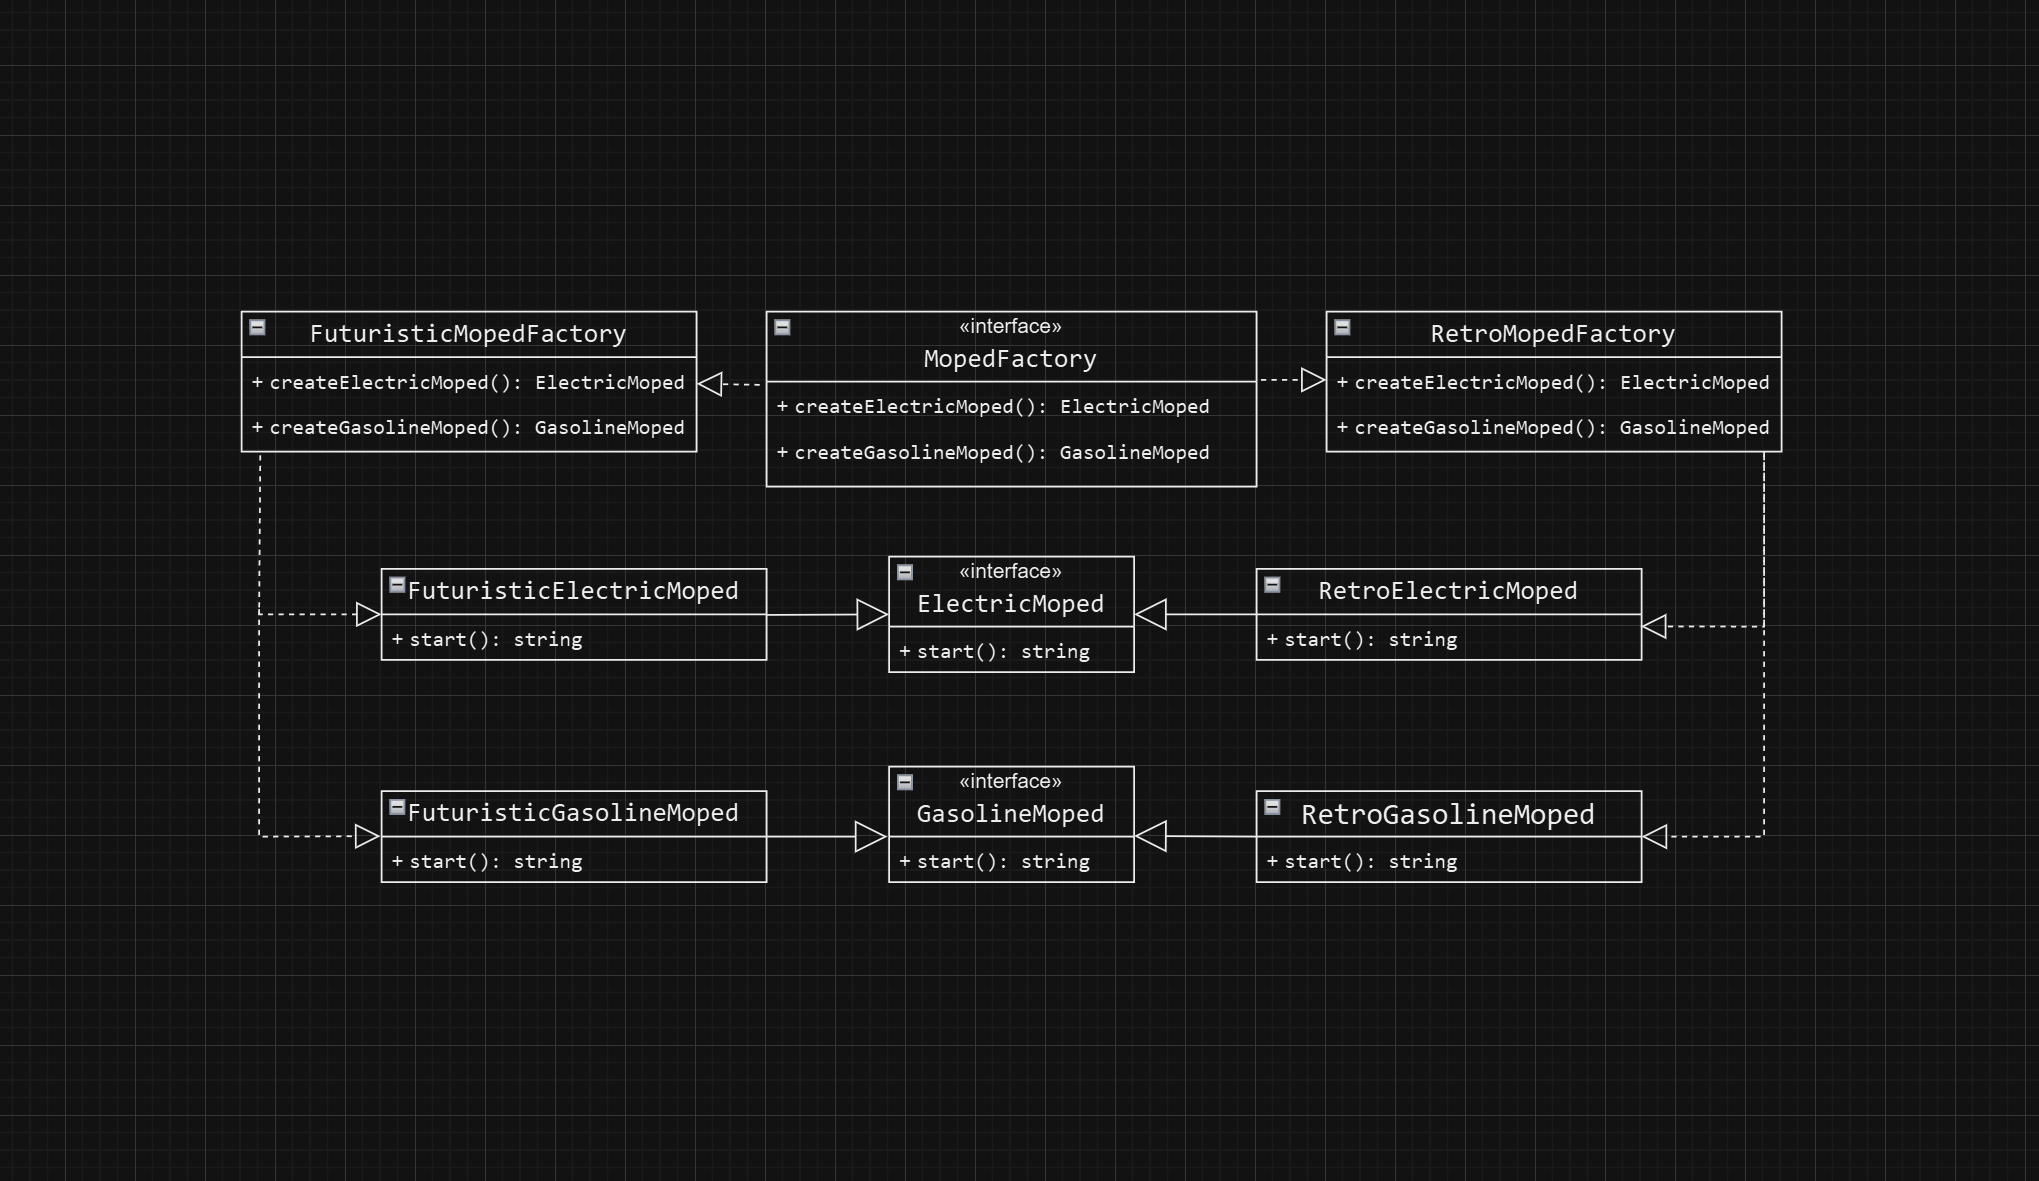 FuturisticMopedFactory
+ createElectricMoped(): ElectricMoped
+ createGasolineMoped(): GasolineMoped
«interface»
MopedFactory
+ createElectricMoped(): ElectricMoped
+ createGasolineMoped(): GasolineMoped
RetroMopedFactory
+ createElectricMoped(): ElectricMoped
+ createGasolineMoped(): GasolineMoped
FuturisticElectricMoped
+ start(): string
«interface»
ElectricMoped
+ start(): string
RetroElectricMoped
+ start(): string
FuturisticGasolineMoped
+ start(): string
«interface»
GasolineMoped
+ start(): string
RetroGasolineMoped
+ start(): string